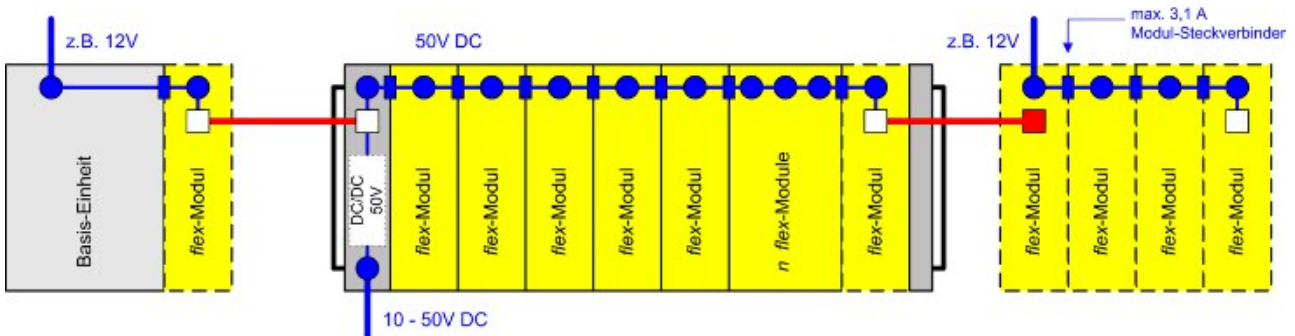 z.B. 12V
50V DC
z.B. 12V
max. 3,1 A
Modul-Steckverbinder
Basis-Einheit
flex-Modul
DC/DC
50V
flex-Modul
flex-Modul
flex-Modul
flex-Modul
flex-Modul
n flex-Module
flex-Modul
flex-Modul
flex-Modul
flex-Modul
flex-Modul
10 - 50V DC